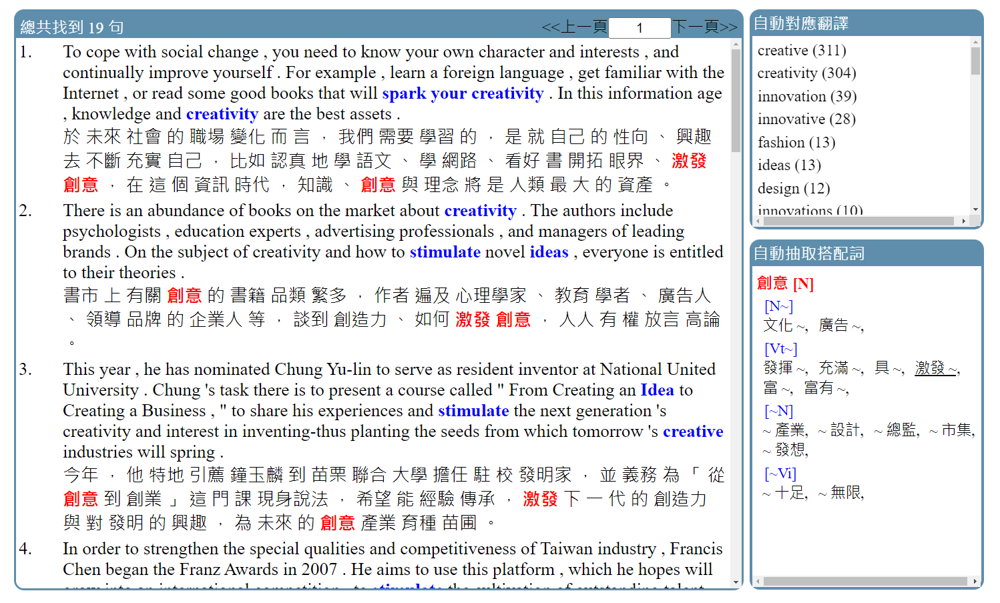 總共找到 19 句
<<上一頁 1 下一頁>>
1. To cope with social change , you need to know your own character and interests , and
continually improve yourself . For example , learn a foreign language , get familiar with the
Internet , or read some good books that will spark your creativity . In this information age
, knowledge and creativity are the best assets .
於 未來 社會 的 職場 變化 而 言 ， 我們 需要 學習 的 ， 是 就 自己 的 性向 、 興趣
去 不斷 充實 自己 ， 比如 認真 地 學 語文 、 學 網路 、 看好 書 開拓 眼界 、 激發
創意 ， 在 這 個 資訊 時代 ， 知識 、 創意 與 理念 將 是 人類 最 大 的 資產 。
2. There is an abundance of books on the market about creativity . The authors include
psychologists , education experts , advertising professionals , and managers of leading
brands . On the subject of creativity and how to stimulate novel ideas , everyone is entitled
to their theories .
書市 上 有關 創意 的 書籍 品類 繁多 ， 作者 遍及 心理學家 、 教育 學者 、 廣告人
、 領導 品牌 的 企業人 等 ， 談到 創造力 、 如何 激發 創意 ， 人人 有 權 放言 高論
。
3. This year , he has nominated Chung Yu-lin to serve as resident inventor at National United
University . Chung 's task there is to present a course called " From Creating an Idea to
Creating a Business , " to share his experiences and stimulate the next generation 's
creativity and interest in inventing-thus planting the seeds from which tomorrow 's creative
industries will spring .
今年 ， 他 特地 引薦 鐘玉麟 到 苗栗 聯合 大學 擔任 駐 校 發明家 ， 並 義務 為 「 從
創意 到 創業 」 這 門 課 現身說法 ， 希望 能 經驗 傳承 ， 激發 下 一 代 的 創造力
與 對 發明 的 興趣 ， 為 未來 的 創意 產業 育種 苗圃 。
4. In order to strengthen the special qualities and competitiveness of Taiwan industry , Francis
Chen began the Franz Awards in 2007 . He aims to use this platform , which he hopes will
grow into an international competition , to stimulate the cultivation of outstanding talent
自動對應翻譯
creative (311)
creativity (304)
innovation (39)
innovative (28)
fashion (13)
ideas (13)
design (12)
innovations (10)
自動抽取搭配詞
創意 [N]
[N~]
文化 ~, 廣告 ~,
[Vt~]
發揮 ~, 充滿 ~, 具 ~, 激發 ~,
富 ~, 富有 ~,
[~N]
~ 產業, ~ 設計, ~ 總監, ~ 市集,
~ 發想,
[~Vi]
~ 十足, ~ 無限,